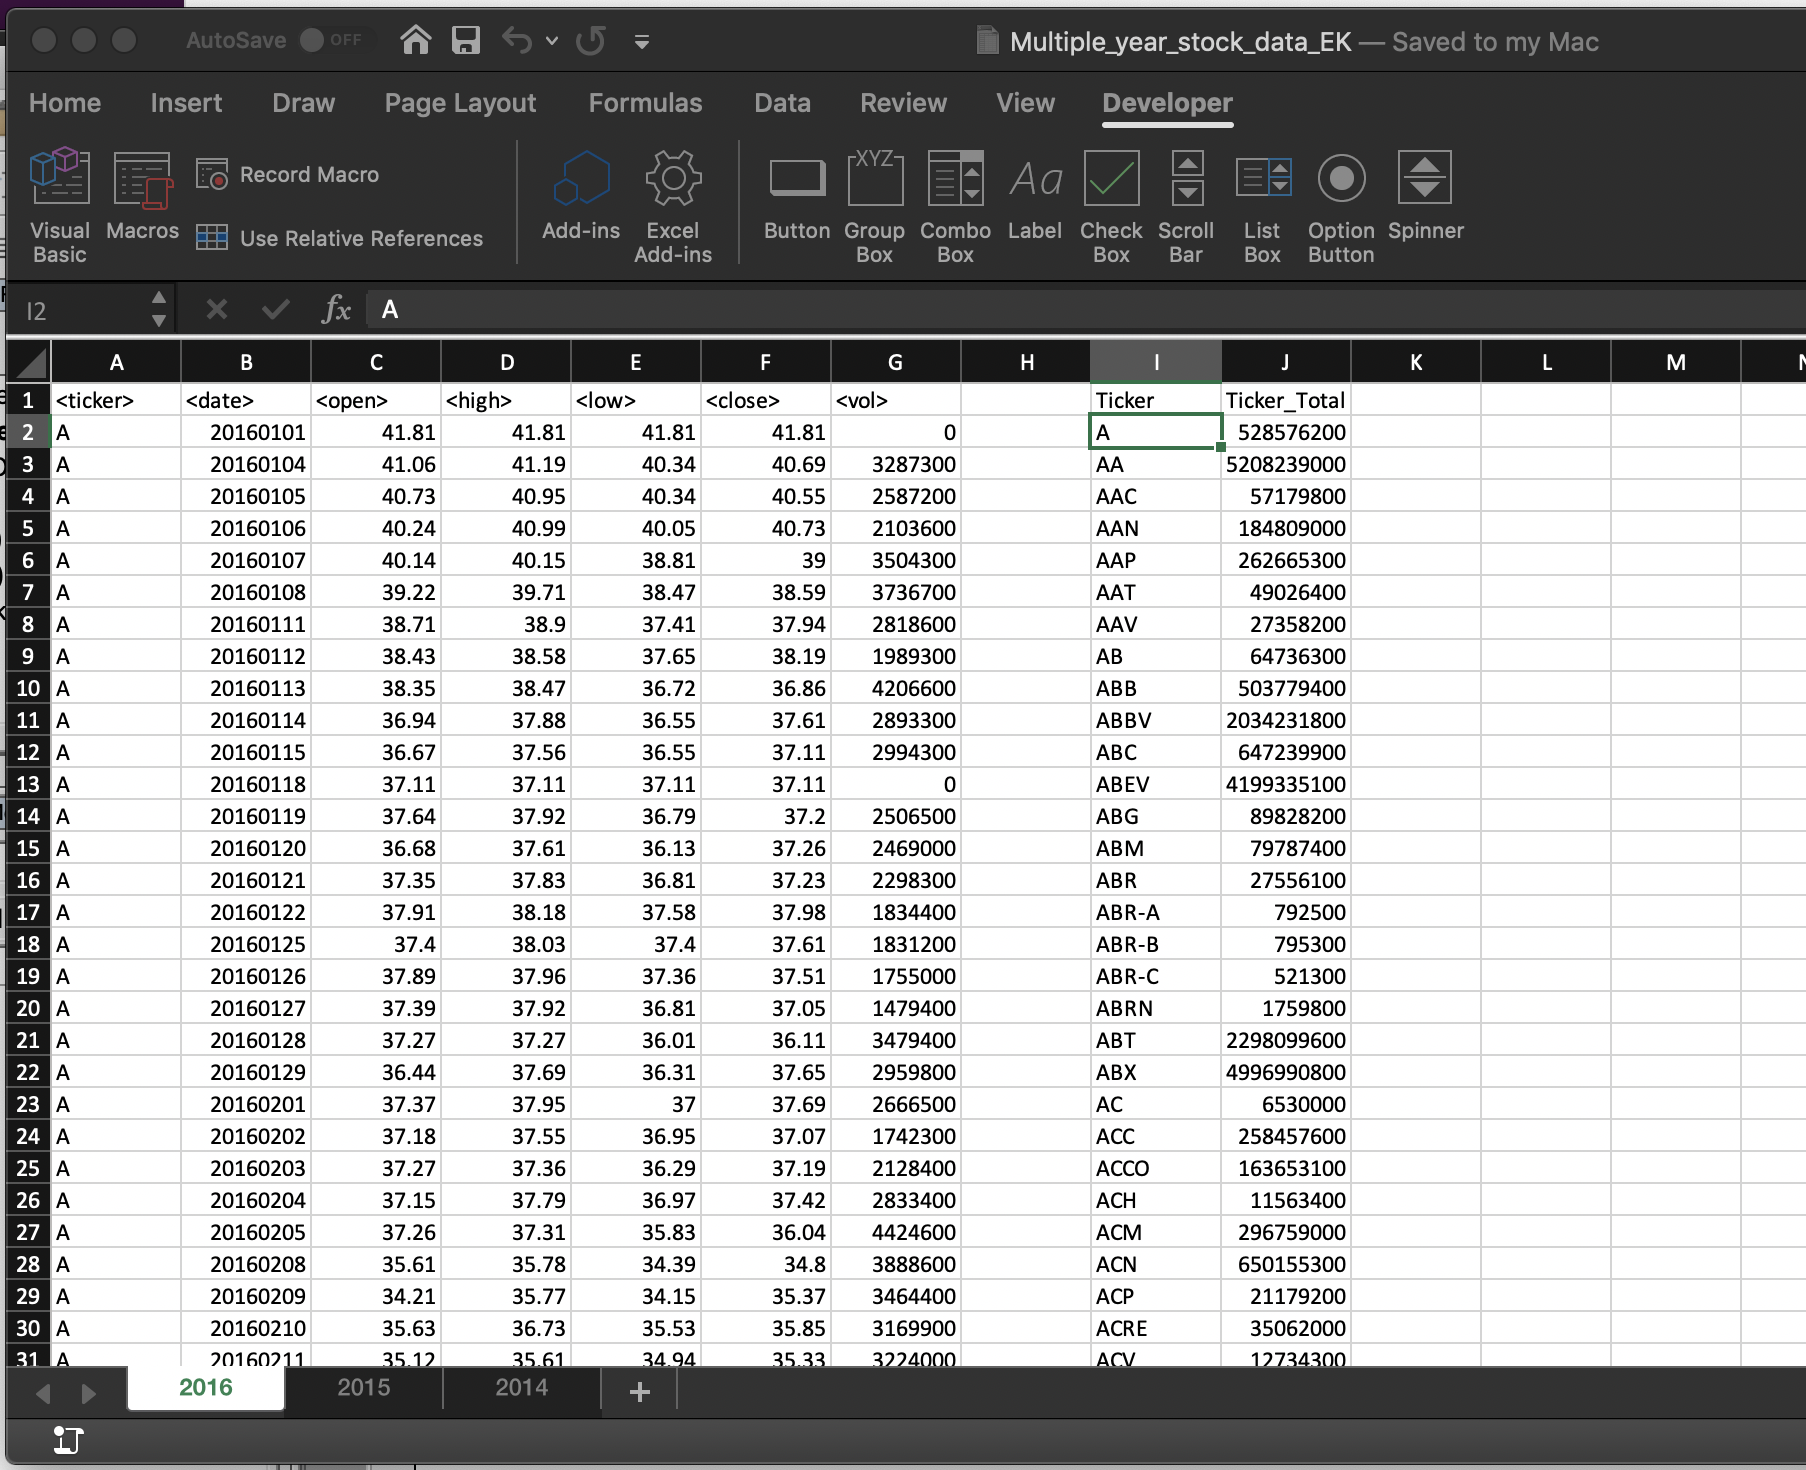 AutoSave OFF Multiple_year_stock_data_EK — Saved to my Mac
Home Insert Draw Page Layout Formulas Data Review View Developer
Visual Basic Macros Record Macro Use Relative References Add-ins Excel Add-ins Button Group Box Combo Box Label Check Box Scroll Bar List Box Option Button Spinner
XYZ Aa
I2 fx A
A B C D E F G H I J K L M
1 <ticker> <date> <open> <high> <low> <close> <vol> Ticker Ticker_Total
2 A 20160101 41.81 41.81 41.81 41.81 0 A 528576200
3 A 20160104 41.06 41.19 40.34 40.69 3287300 AA 5208239000
4 A 20160105 40.73 40.95 40.34 40.55 2587200 AAC 57179800
5 A 20160106 40.24 40.99 40.05 40.73 2103600 AAN 184809000
6 A 20160107 40.14 40.15 38.81 39 3504300 AAP 262665300
7 A 20160108 39.22 39.71 38.47 38.59 3736700 AAT 49026400
8 A 20160111 38.71 38.9 37.41 37.94 2818600 AAV 27358200
9 A 20160112 38.43 38.58 37.65 38.19 1989300 AB 64736300
10 A 20160113 38.35 38.47 36.72 36.86 4206600 ABB 503779400
11 A 20160114 36.94 37.88 36.55 37.61 2893300 ABBV 2034231800
12 A 20160115 36.67 37.56 36.55 37.11 2994300 ABC 647239900
13 A 20160118 37.11 37.11 37.11 37.11 0 ABEV 4199335100
14 A 20160119 37.64 37.92 36.79 37.2 2506500 ABG 89828200
15 A 20160120 36.68 37.61 36.13 37.26 2469000 ABM 79787400
16 A 20160121 37.35 37.83 36.81 37.23 2298300 ABR 27556100
17 A 20160122 37.91 38.18 37.58 37.98 1834400 ABR-A 792500
18 A 20160125 37.4 38.03 37.4 37.61 1831200 ABR-B 795300
19 A 20160126 37.89 37.96 37.36 37.51 1755000 ABR-C 521300
20 A 20160127 37.39 37.92 36.81 37.05 1479400 ABRN 1759800
21 A 20160128 37.27 37.27 36.01 36.11 3479400 ABT 2298099600
22 A 20160129 36.44 37.69 36.31 37.65 2959800 ABX 4996990800
23 A 20160201 37.37 37.95 37 37.69 2666500 AC 6530000
24 A 20160202 37.18 37.55 36.95 37.07 1742300 ACC 258457600
25 A 20160203 37.27 37.36 36.29 37.19 2128400 ACCO 163653100
26 A 20160204 37.15 37.79 36.97 37.42 2833400 ACH 11563400
27 A 20160205 37.26 37.31 35.83 36.04 4424600 ACM 296759000
28 A 20160208 35.61 35.78 34.39 34.8 3888600 ACN 650155300
29 A 20160209 34.21 35.77 34.15 35.37 3464400 ACP 21179200
30 A 20160210 35.63 36.73 35.53 35.85 3169900 ACRE 35062000
31 A 20160211 35.12 35.61 34.94 35.33 3224000 ACV 12734300
2016 2015 2014 +